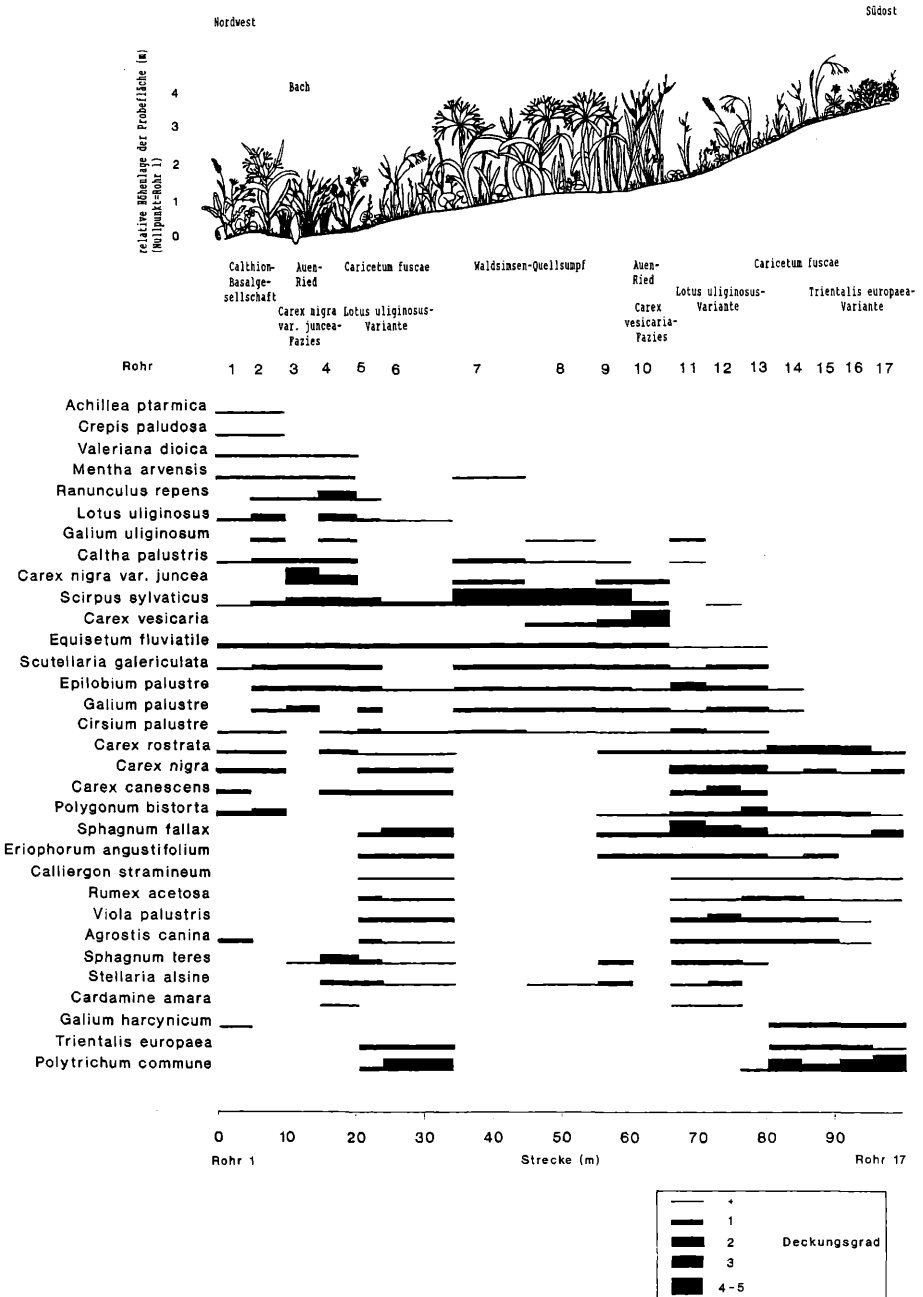 Südost
Nordwest
Bach
relative Höhenlage der Probefläche (m)
(Nullpunkt=Rohr 1)
4
3
2
1
0
Calthion-
Basalge-
sellschaft
Auen-
Ried
Caricetum fuscae
Waldsimsen-Quellsumpf
Auen-
Ried
Caricetum fuscae
Carex nigra
var. juncea-
Fazies
Lotus uliginosus-
Variante
Carex
vesicaria-
Fazies
Lotus uliginosus-
Variante
Trientalis europaea-
Variante
Rohr 1 2 3 4 5 6 7 8 9 10 11 12 13 14 15 16 17
Achillea ptarmica
Crepis paludosa
Valeriana dioica
Mentha arvensis
Ranunculus repens
Lotus uliginosus
Galium uliginosum
Caltha palustris
Carex nigra var. juncea
Scirpus sylvaticus
Carex vesicaria
Equisetum fluviatile
Scutellaria galericulata
Epilobium palustre
Galium palustre
Cirsium palustre
Carex rostrata
Carex nigra
Carex canescens
Polygonum bistorta
Sphagnum fallax
Eriophorum angustifolium
Calliergon stramineum
Rumex acetosa
Viola palustris
Agrostis canina
Sphagnum teres
Stellaria alsine
Cardamine amara
Galium harcynicum
Trientalis europaea
Polytrichum commune
0 10 20 30 40 50 60 70 80 90
Rohr 1 Strecke (m) Rohr 17
+
1
2 Deckungsgrad
3
4-5